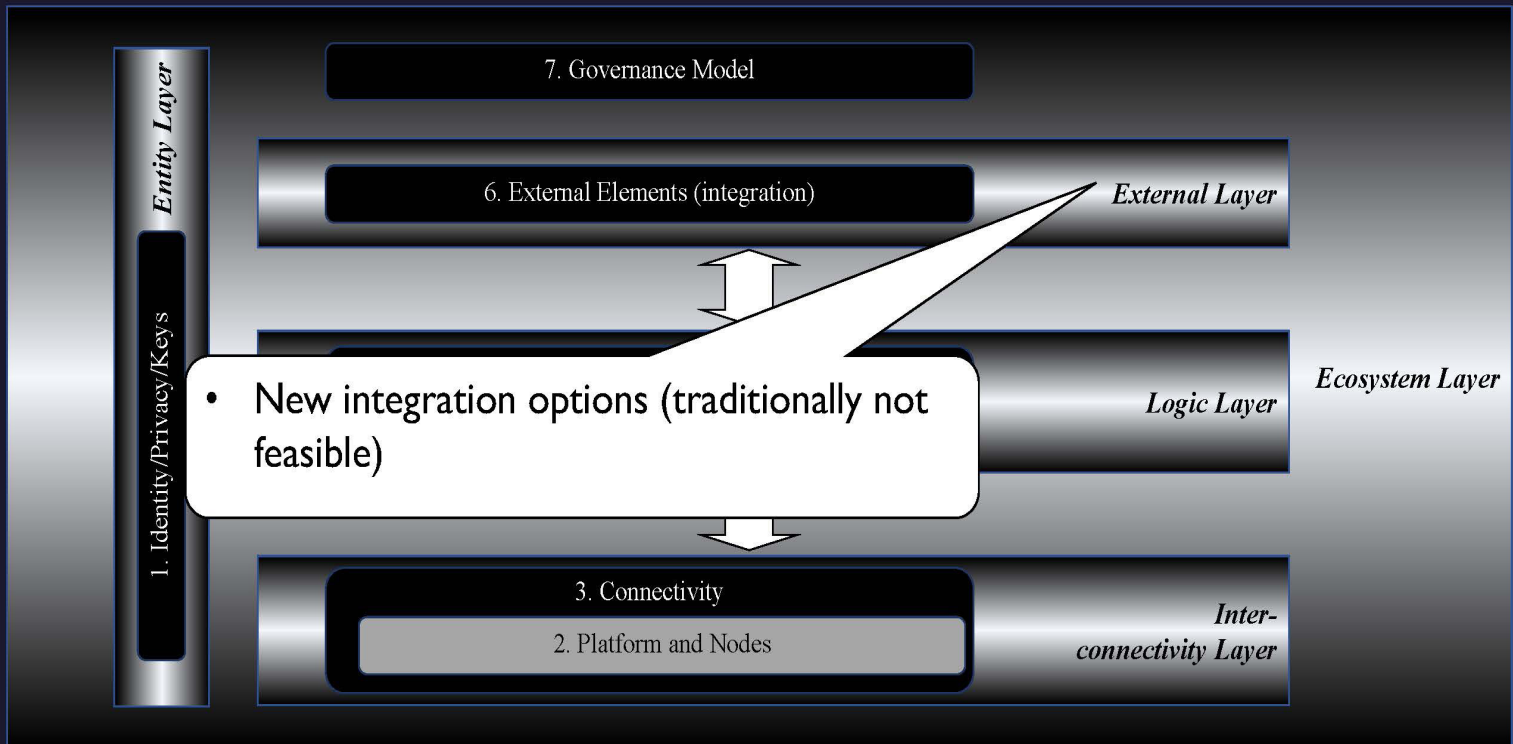 7. Governance Model
Entity Layer
6. External Elements (integration)
External Layer
1. Identity/Privacy/Keys
• New integration options (traditionally not
feasible)
Logic Layer
Ecosystem Layer
3. Connectivity
2. Platform and Nodes
Inter-
connectivity Layer